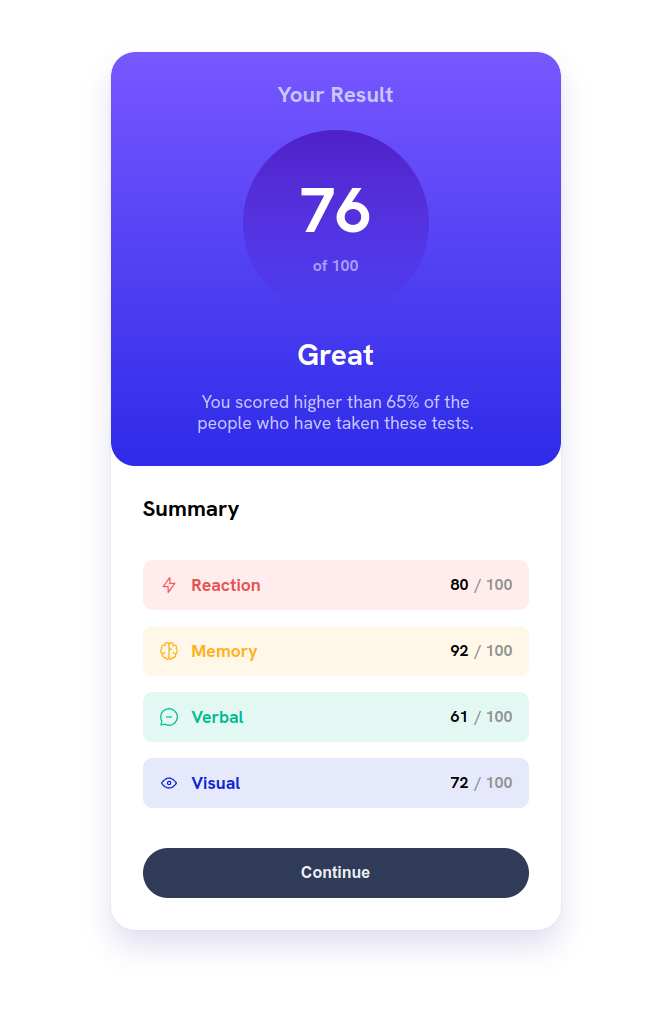 Your Result
76
of 100
Great
You scored higher than 65% of the
people who have taken these tests.
Summary
Reaction 80 / 100
Memory 92 / 100
Verbal 61 / 100
Visual 72 / 100
Continue